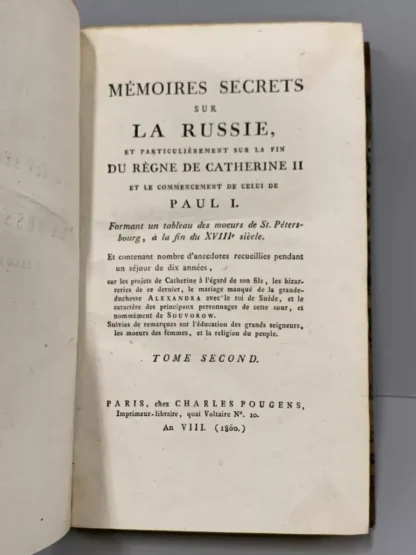 MÉMOIRES SECRETS
SUR
LA RUSSIE,
ET PARTICULIÈREMENT SUR LA FIN
DU RÈGNE DE CATHERINE II
ET LE COMMENCEMENT DE CELUI DE
PAUL I.
Formant un tableau des moeurs de St. Péters-
bourg, à la fin du XVIIIe siècle.
Et contenant nombre d'anecdotes recueillies pendant
un séjour de dix années,
sur les projets de Catherine à l'égard de son fils, les bizar-
reries de ce dernier, le mariage manqué de la grande-
duchesse ALEXANDRA avec le roi de Suède, et le
caractère des principaux personnages de cette cour, et
nommément de SOUVOROW.
Suivies de remarques sur l'éducation des grands seigneurs,
les moeurs des femmes, et la religion du peuple.
TOME SECOND.
PARIS, chez CHARLES POUGENS,
Imprimeur-libraire, quai Voltaire N°. 10.
An VIII. (1800.)